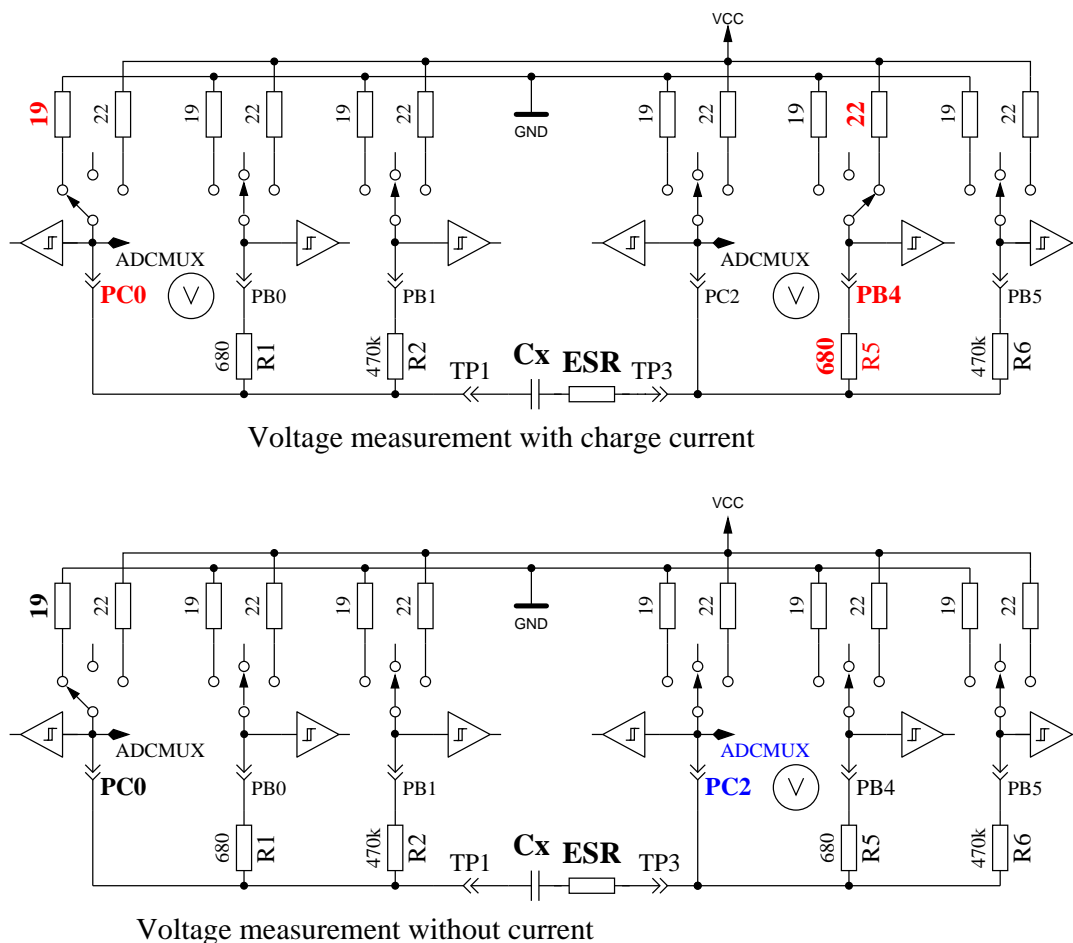 VCC
19 22 19 22 19 22 19 22 19 22 19 22
GND
ADCMUX ADCMUX
PC0 V PB0 PB1 PC2 V PB4 PB5
680 R1 470k R2 680 R5 470k R6
TP1 Cx ESR TP3
Voltage measurement with charge current
VCC
19 22 19 22 19 22 19 22 19 22 19 22
GND
ADCMUX ADCMUX
PC0 PB0 PB1 PC2 V PB4 PB5
680 R1 470k R2 680 R5 470k R6
TP1 Cx ESR TP3
Voltage measurement without current